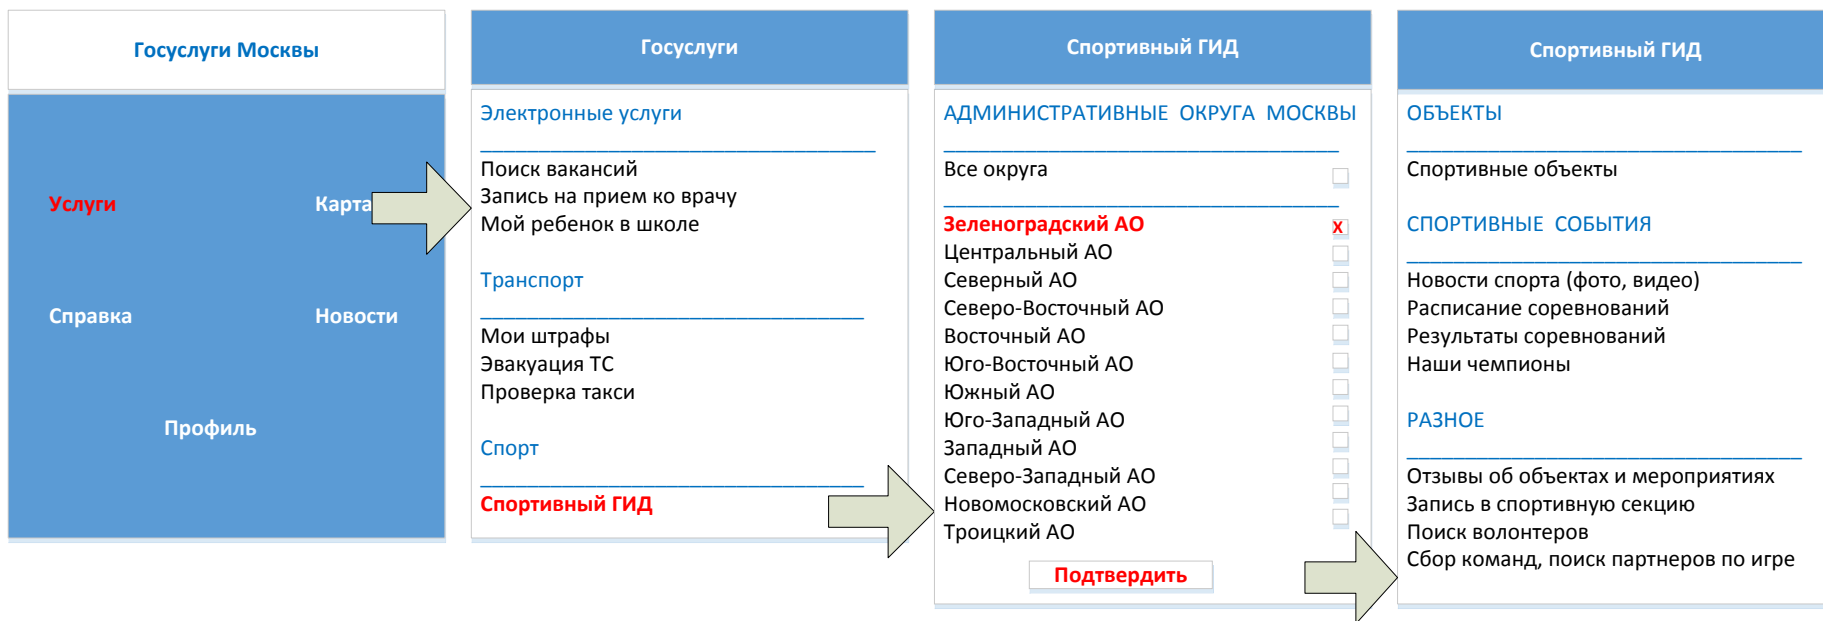 Госуслуги Москвы
Услуги
Карта
Справка
Новости
Профиль
Госуслуги
Электронные услуги
Поиск вакансий
Запись на прием ко врачу
Мой ребенок в школе
Транспорт
Мои штрафы
Эвакуация ТС
Проверка такси
Спорт
Спортивный ГИД
Спортивный ГИД
АДМИНИСТРАТИВНЫЕ ОКРУГА МОСКВЫ
Все округа
Зеленоградский АО X
Центральный АО
Северный АО
Северо-Восточный АО
Восточный АО
Юго-Восточный АО
Южный АО
Юго-Западный АО
Западный АО
Северо-Западный АО
Новомосковский АО
Троицкий АО
Подтвердить
Спортивный ГИД
ОБЪЕКТЫ
Спортивные объекты
СПОРТИВНЫЕ СОБЫТИЯ
Новости спорта (фото, видео)
Расписание соревнований
Результаты соревнований
Наши чемпионы
РАЗНОЕ
Отзывы об объектах и мероприятиях
Запись в спортивную секцию
Поиск волонтеров
Сбор команд, поиск партнеров по игре